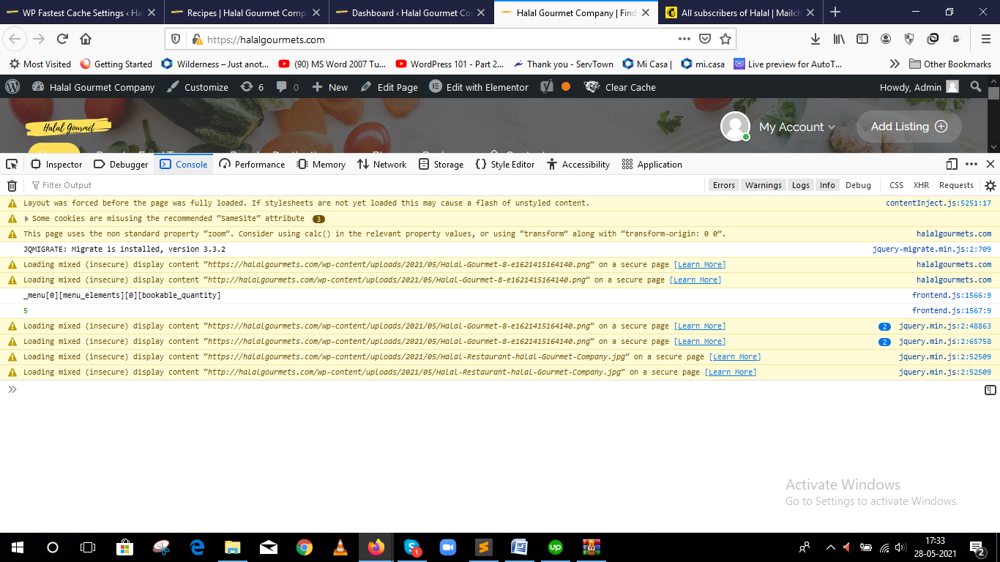 WP Fastest Cache Settings ‹ Ha
Recipes | Halal Gourmet Compa
Dashboard ‹ Halal Gourmet Co
Halal Gourmet Company | Find
All subscribers of Halal | Mailch
https://halalgourmets.com
Most Visited
Getting Started
Wilderness – Just anot...
(90) MS Word 2007 Tu...
WordPress 101 - Part 2...
Thank you - ServTown
Mi Casa |
mi.casa
Live preview for AutoT...
Other Bookmarks
Halal Gourmet Company
Customize
6
0
New
Edit Page
Edit with Elementor
Clear Cache
Howdy, Admin
Halal Gourmet
My Account
Add Listing
Inspector
Debugger
Console
Performance
Memory
Network
Storage
Style Editor
Accessibility
Application
Filter Output
Errors
Warnings
Logs
Info
Debug
CSS
XHR
Requests
Layout was forced before the page was fully loaded. If stylesheets are not yet loaded this may cause a flash of unstyled content. contentInject.js:5251:17
Some cookies are misusing the recommended “SameSite“ attribute 3
This page uses the non standard property “zoom”. Consider using calc() in the relevant property values, or using “transform” along with “transform-origin: 0 0”. halalgourmets.com
JQMIGRATE: Migrate is installed, version 3.3.2 jquery-migrate.min.js:2:709
Loading mixed (insecure) display content “https://halalgourmets.com/wp-content/uploads/2021/05/Halal-Gourmet-8-e1621415164140.png” on a secure page [Learn More] halalgourmets.com
Loading mixed (insecure) display content “http://halalgourmets.com/wp-content/uploads/2021/05/Halal-Gourmet-8-e1621415164140.png” on a secure page [Learn More] halalgourmets.com
_menu[0][menu_elements][0][bookable_quantity] frontend.js:1566:9
5 frontend.js:1567:9
Loading mixed (insecure) display content “https://halalgourmets.com/wp-content/uploads/2021/05/Halal-Gourmet-8-e1621415164140.png” on a secure page [Learn More] 2 jquery.min.js:2:48863
Loading mixed (insecure) display content “https://halalgourmets.com/wp-content/uploads/2021/05/Halal-Gourmet-8-e1621415164140.png” on a secure page [Learn More] 2 jquery.min.js:2:65758
Loading mixed (insecure) display content “https://halalgourmets.com/wp-content/uploads/2021/05/Halal-Restaurant-halal-Gourmet-Company.jpg” on a secure page [Learn More] jquery.min.js:2:52509
Loading mixed (insecure) display content “http://halalgourmets.com/wp-content/uploads/2021/05/Halal-Restaurant-halal-Gourmet-Company.jpg” on a secure page [Learn More] jquery.min.js:2:52509
Activate Windows
Go to Settings to activate Windows.
17:33
28-05-2021
2